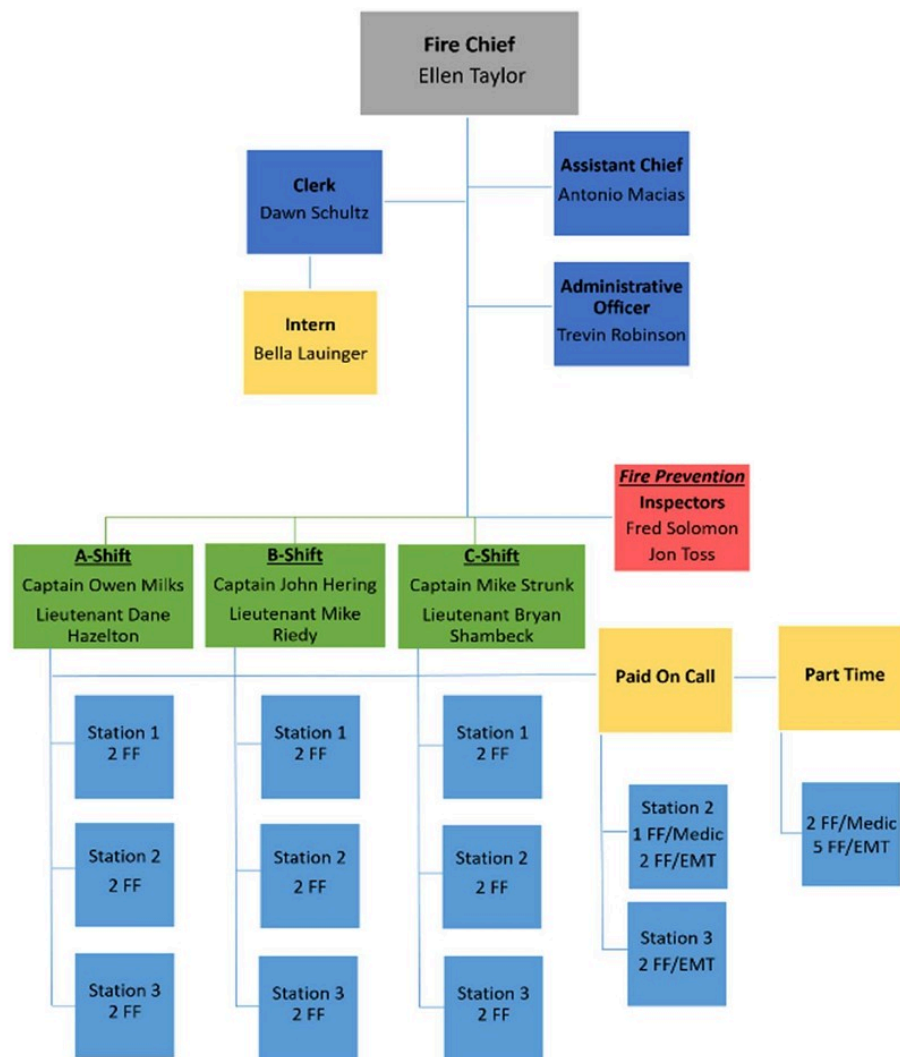 Fire Chief
Ellen Taylor
Clerk
Dawn Schultz
Assistant Chief
Antonio Macias
Intern
Bella Lauinger
Administrative
Officer
Trevin Robinson
Fire Prevention
Inspectors
Fred Solomon
Jon Toss
A-Shift
Captain Owen Milks
Lieutenant Dane
Hazelton
B-Shift
Captain John Hering
Lieutenant Mike
Riedy
C-Shift
Captain Mike Strunk
Lieutenant Bryan
Shambeck
Paid On Call
Part Time
Station 1
2 FF
Station 2
2 FF
Station 3
2 FF
Station 1
2 FF
Station 2
2 FF
Station 3
2 FF
Station 1
2 FF
Station 2
2 FF
Station 3
2 FF
Station 2
1 FF/Medic
2 FF/EMT
Station 3
2 FF/EMT
2 FF/Medic
5 FF/EMT